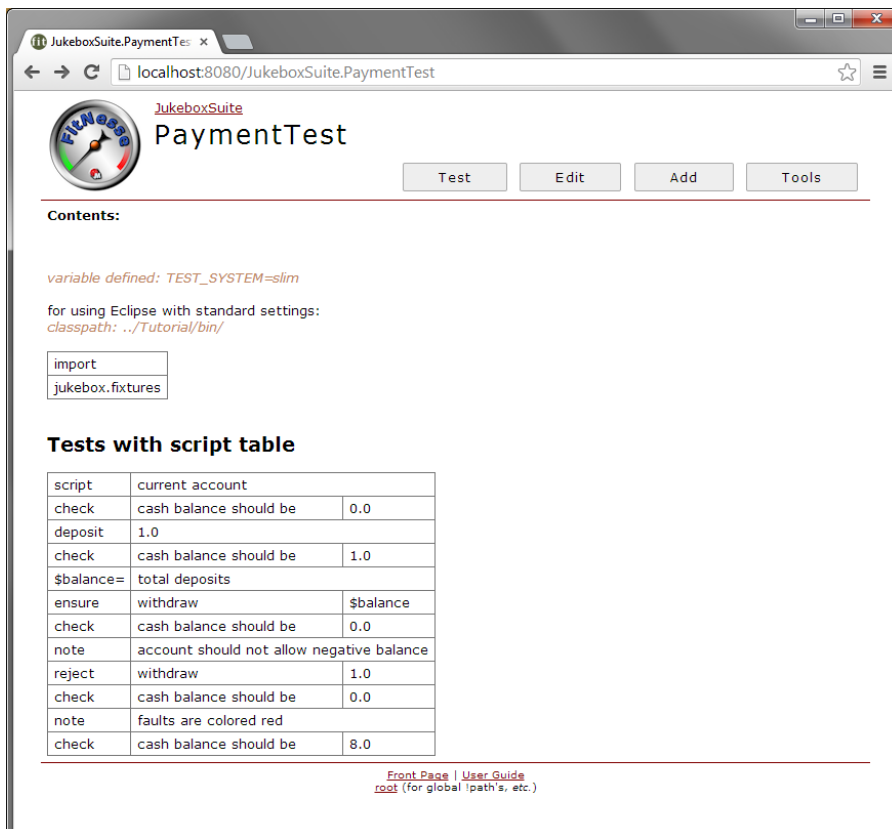 JukeboxSuite.PaymentTes
localhost:8080/JukeboxSuite.PaymentTest
FitNesse
JukeboxSuite
PaymentTest
Test Edit Add Tools
Contents:
variable defined: TEST_SYSTEM=slim
for using Eclipse with standard settings:
classpath: ../Tutorial/bin/
import
jukebox.fixtures
Tests with script table
script current account
check cash balance should be 0.0
deposit 1.0
check cash balance should be 1.0
$balance= total deposits
ensure withdraw $balance
check cash balance should be 0.0
note account should not allow negative balance
reject withdraw 1.0
check cash balance should be 0.0
note faults are colored red
check cash balance should be 8.0
Front Page | User Guide
root (for global !path's, etc.)